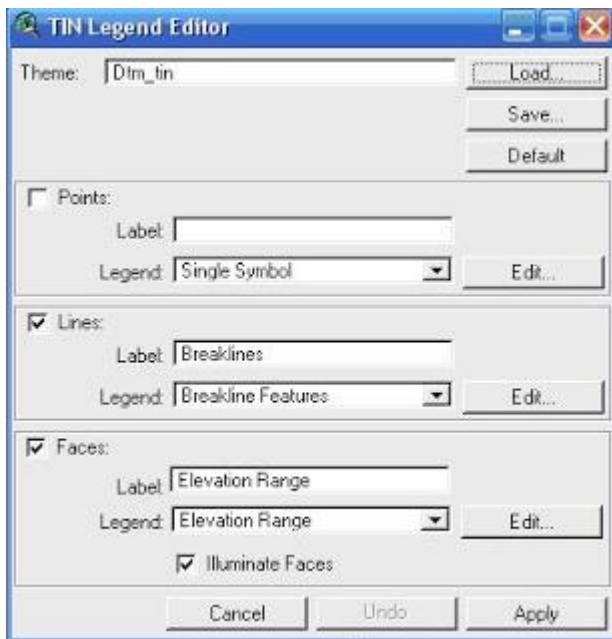 TIN Legend Editor
Theme: Dtm_tin Load...
Save...
Default
Points:
Label:
Legend: Single Symbol Edit...
Lines:
Label: Breaklines
Legend: Breakline Features Edit...
Faces:
Label: Elevation Range
Legend: Elevation Range Edit...
Illuminate Faces
Cancel Undo Apply